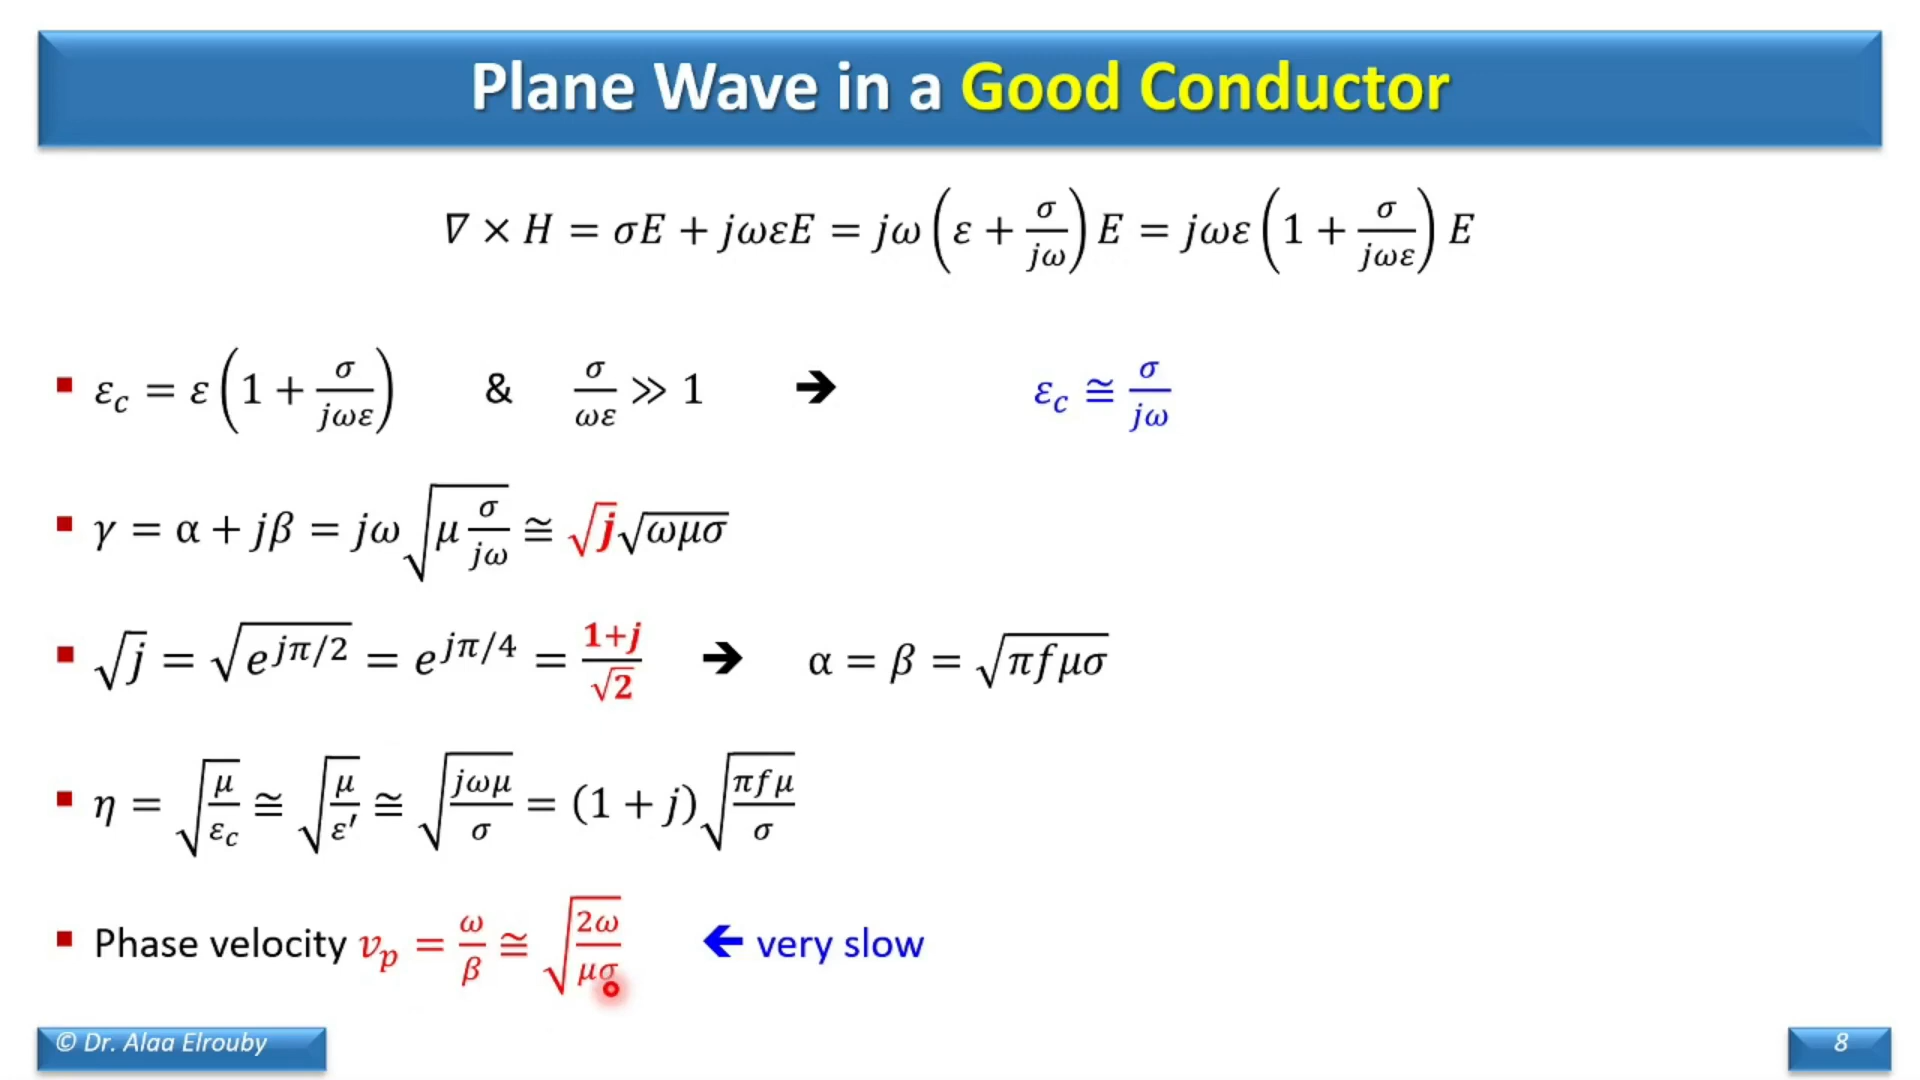 Plane Wave in a Good Conductor
∇ × H = σE + jωεE = jω(ε + σ/jω)E = jωε(1 + σ/jωε)E
▪ ε_c = ε(1 + σ/jωε) & σ/ωε ≫ 1 ➔ ε_c ≅ σ/jω
▪ γ = α + jβ = jω√(μ σ/jω) ≅ √j√(ωμσ)
▪ √j = √(e^(jπ/2)) = e^(jπ/4) = (1+j)/√2 ➔ α = β = √(πfμσ)
▪ η = √(μ/ε_c) ≅ √(μ/ε′) ≅ √(jωμ/σ) = (1 + j)√(πfμ/σ)
▪ Phase velocity v_p = ω/β ≅ √(2ω/μσ) 🡰 very slow
© Dr. Alaa Elrouby
8